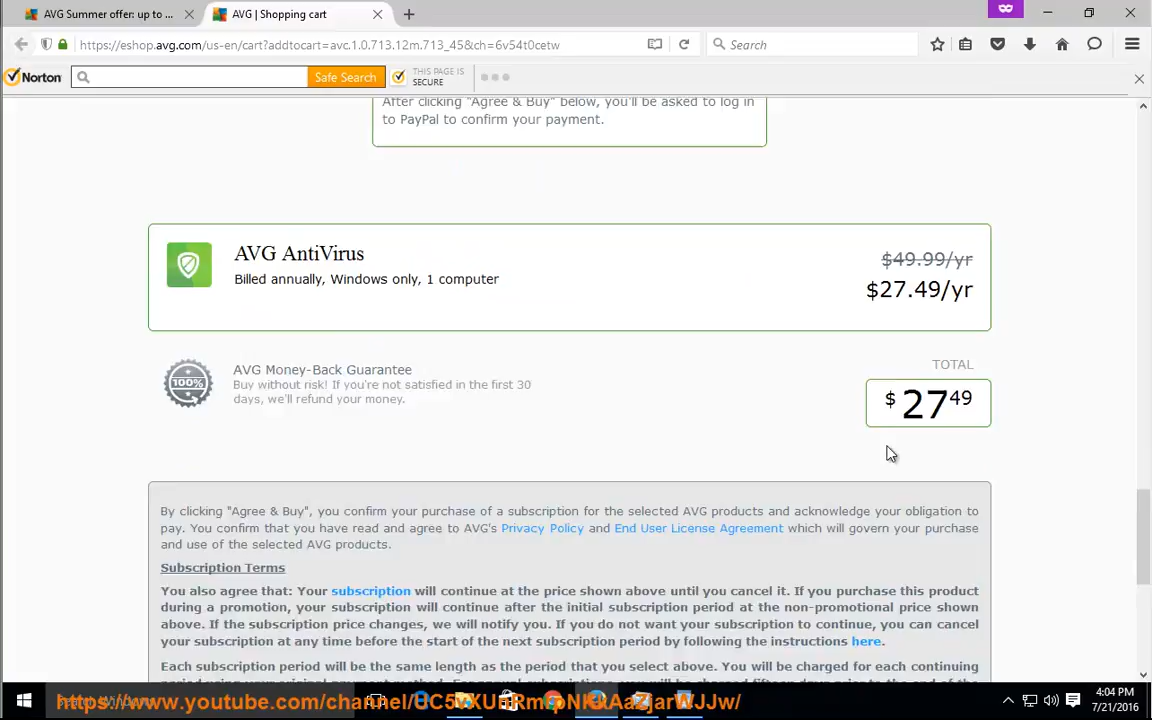 AVG Summer offer: up to ...
AVG | Shopping cart
https://eshop.avg.com/us-en/cart?addtocart=avc.1.0.713.12m.713_45&ch=6v54t0cetw
Search
Norton
Safe Search
THIS PAGE IS
SECURE
After clicking "Agree & Buy" below, you'll be asked to log in
to PayPal to confirm your payment.
AVG AntiVirus
Billed annually, Windows only, 1 computer
$49.99/yr
$27.49/yr
AVG Money-Back Guarantee
Buy without risk! If you're not satisfied in the first 30
days, we'll refund your money.
100%
TOTAL
$ 27 49
By clicking "Agree & Buy", you confirm your purchase of a subscription for the selected AVG products and acknowledge your obligation to
pay. You confirm that you have read and agree to AVG's Privacy Policy and End User License Agreement which will govern your purchase
and use of the selected AVG products.
Subscription Terms
You also agree that: Your subscription will continue at the price shown above until you cancel it. If you purchase this product
during a promotion, your subscription will continue after the initial subscription period at the non-promotional price shown
above. If the subscription price changes, we will notify you. If you do not want your subscription to continue, you can cancel
your subscription at any time before the start of the next subscription period by following the instructions here.
Each subscription period will be the same length as the period that you select above. You will be charged for each continuing
Search Windows
4:04 PM
7/21/2016